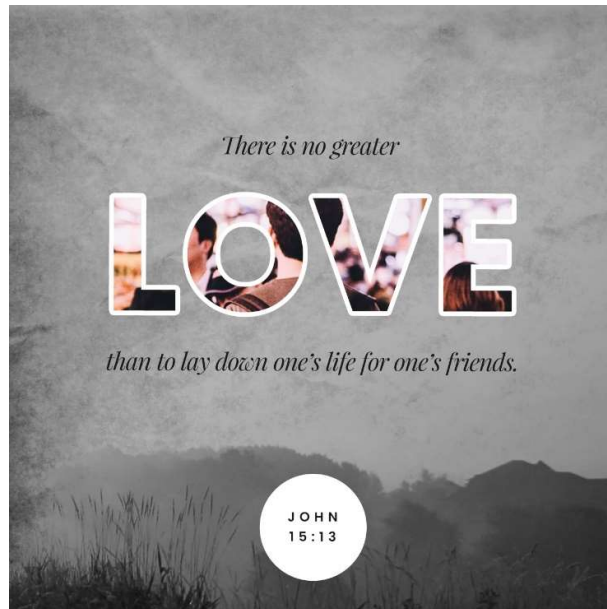 There is no greater
LOVE
than to lay down one’s life for one’s friends.
JOHN
15:13